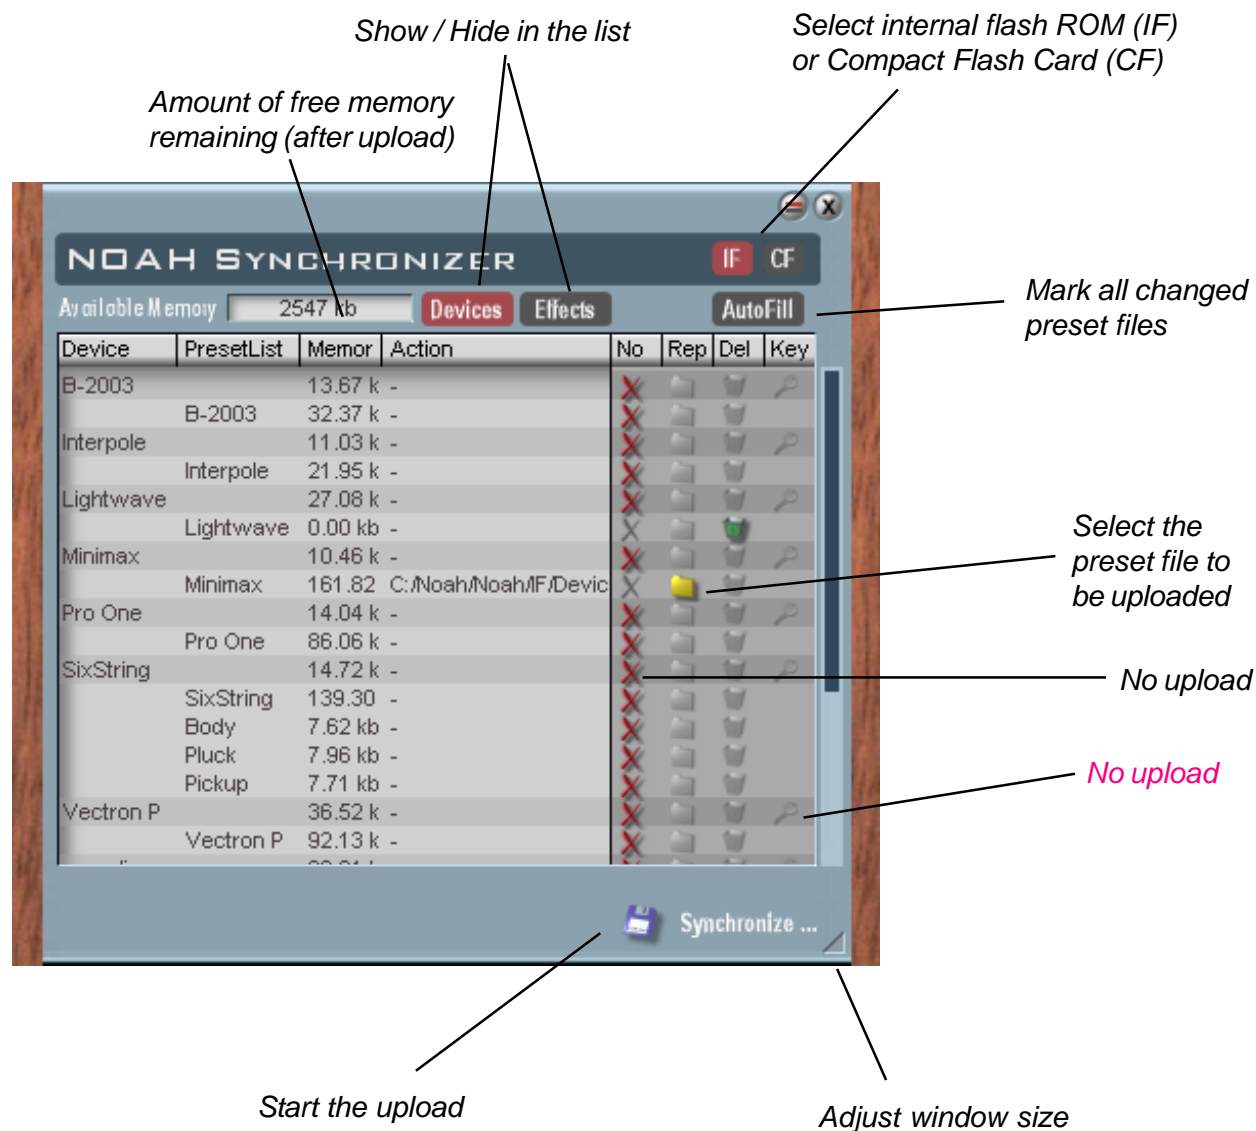 Show / Hide in the list
Select internal flash ROM (IF)
or Compact Flash Card (CF)
Amount of free memory
remaining (after upload)
NOAH SYNCHRONIZER
IF CF
Available Memory 2547 kb Devices Effects AutoFill
Mark all changed
preset files
Device PresetList Memor Action No Rep Del Key
B-2003 13.67 k -
B-2003 32.37 k -
Interpole 11.03 k -
Interpole 21.95 k -
Lightwave 27.08 k -
Lightwave 0.00 kb -
Minimax 10.46 k -
Minimax 161.82 C:/Noah/Noah/IF/Devic
Pro One 14.04 k -
Pro One 86.06 k -
SixString 14.72 k -
SixString 139.30 -
Body 7.62 kb -
Pluck 7.96 kb -
Pickup 7.71 kb -
Vectron P 36.52 k -
Vectron P 92.13 k -
Select the
preset file to
be uploaded
No upload
No upload
Synchronize ...
Start the upload
Adjust window size